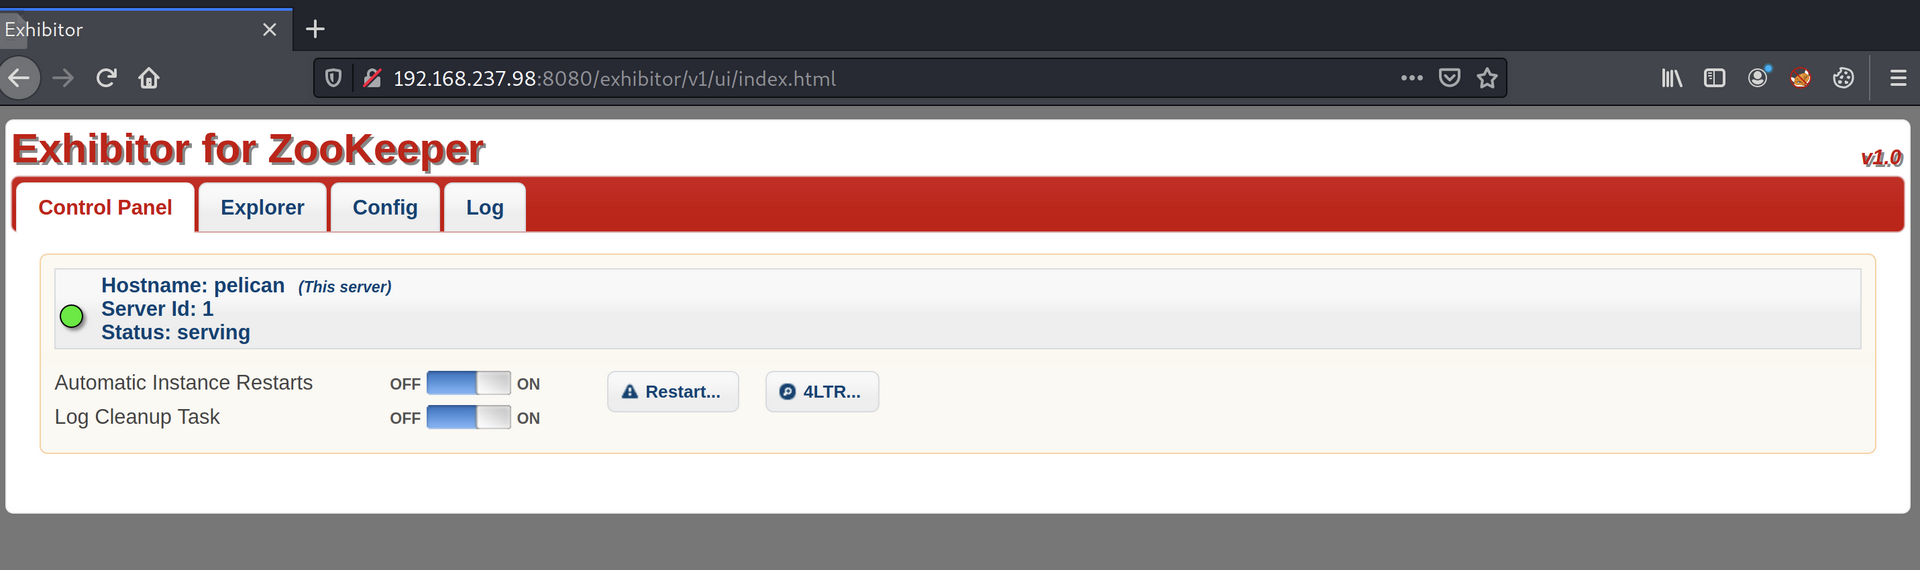 Exhibitor
192.168.237.98:8080/exhibitor/v1/ui/index.html
Exhibitor for ZooKeeper
v1.0
Control Panel Explorer Config Log
Hostname: pelican (This server)
Server Id: 1
Status: serving
Automatic Instance Restarts OFF ON Restart... 4LTR...
Log Cleanup Task OFF ON